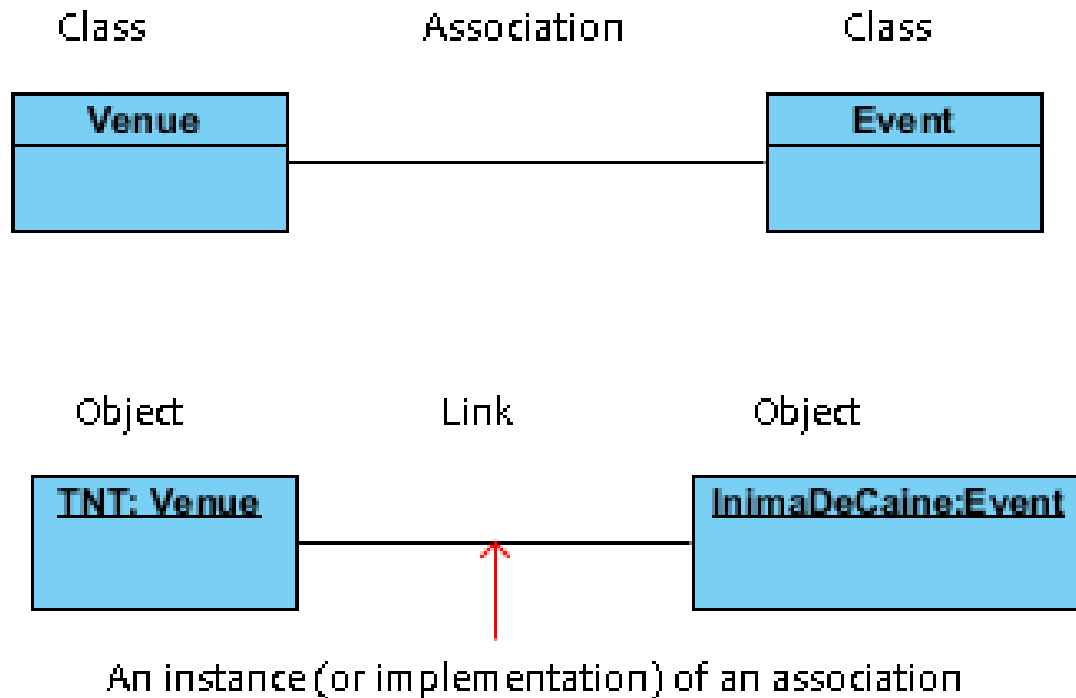 Class Association Class
Venue Event
Object Link Object
TNT: Venue InimaDeCaine:Event
An instance (or implementation) of an association